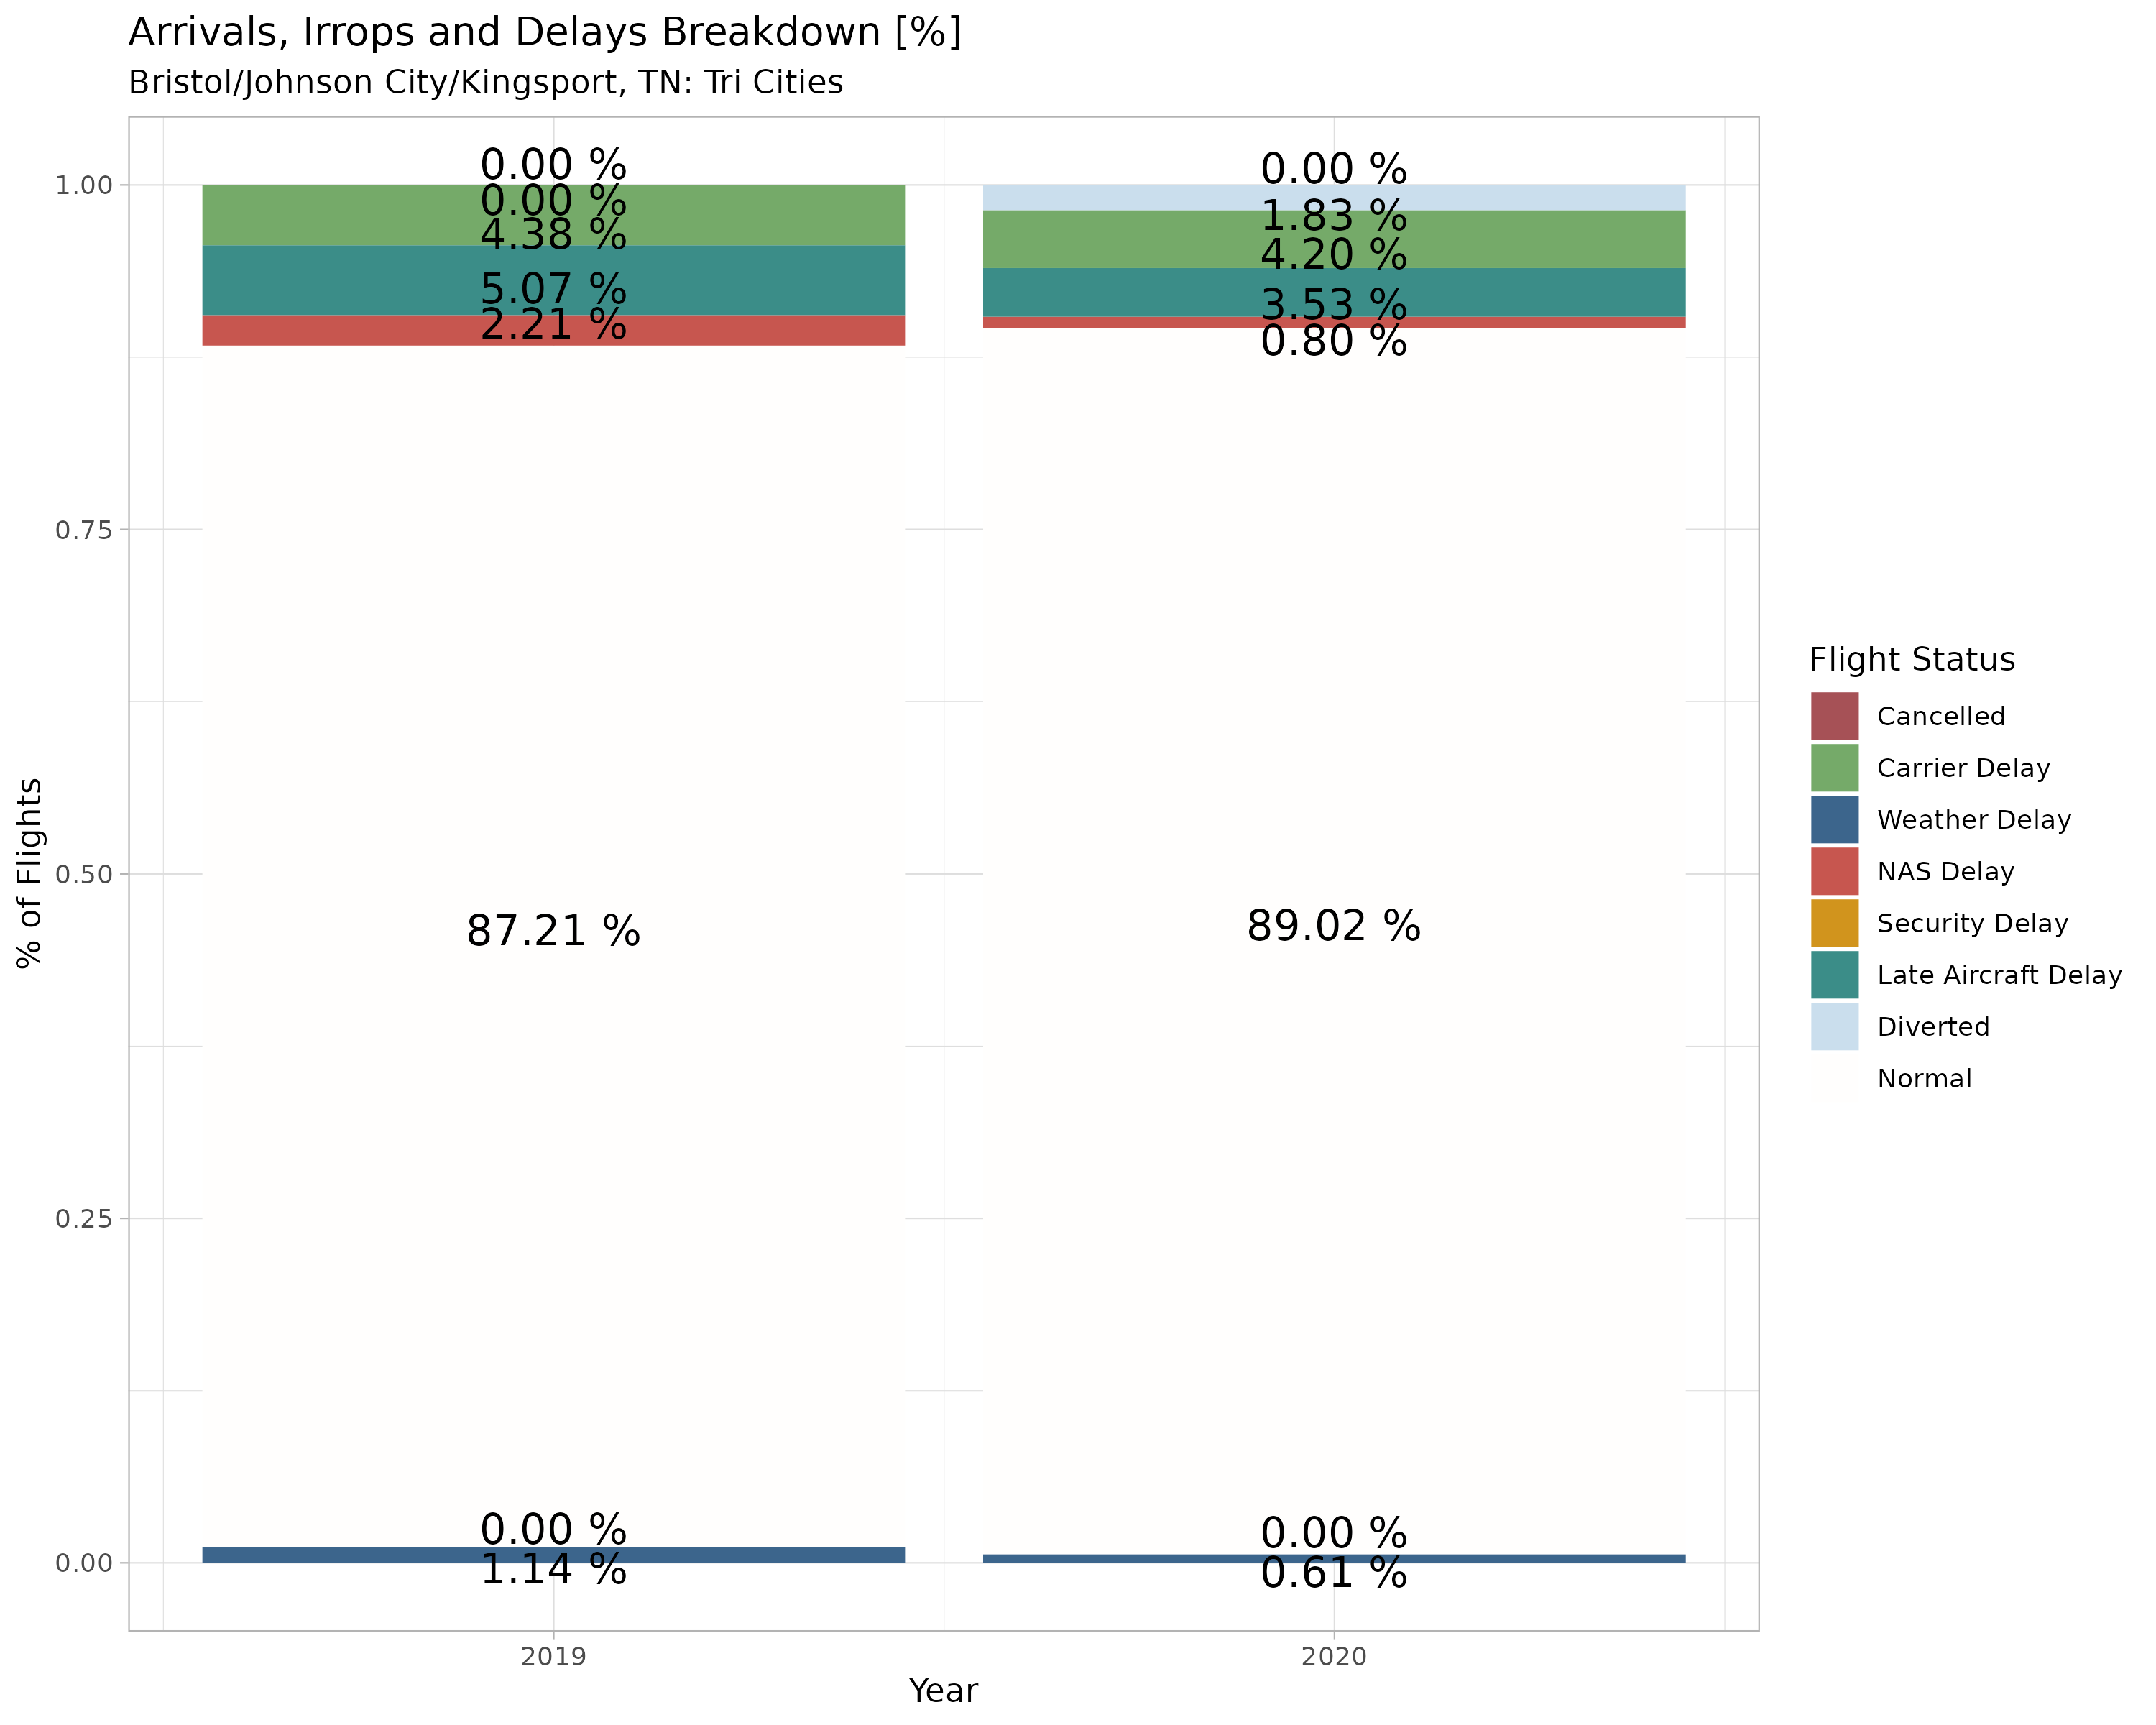 Arrivals, Irrops and Delays Breakdown [%]
Bristol/Johnson City/Kingsport, TN: Tri Cities
% of Flights
1.00
0.75
0.50
0.25
0.00
0.00 %
0.00 %
4.38 %
5.07 %
2.21 %
87.21 %
0.00 %
1.14 %
0.00 %
1.83 %
4.20 %
3.53 %
0.80 %
89.02 %
0.00 %
0.61 %
2019
2020
Year
Flight Status
Cancelled
Carrier Delay
Weather Delay
NAS Delay
Security Delay
Late Aircraft Delay
Diverted
Normal